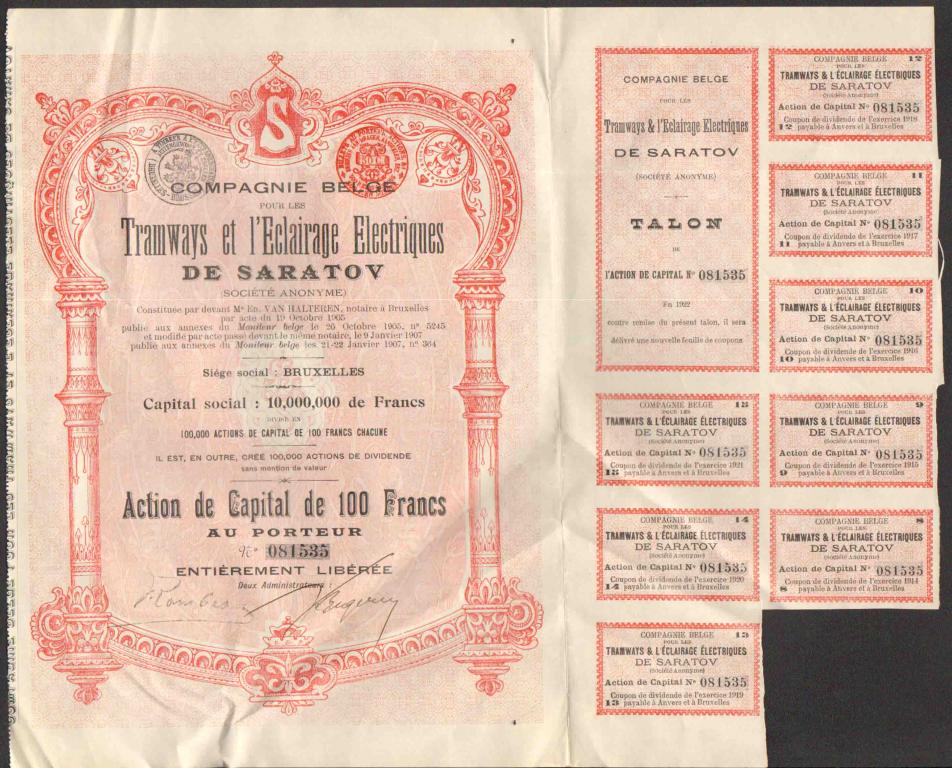 S
COMPAGNIE BELGE
POUR LES
Tramways et l'Eclairage Electriques
DE SARATOV
(SOCIÉTÉ ANONYME)
Constituée par devant Mᵉ ED. VAN HALTEREN, notaire à Bruxelles
par acte du 19 Octobre 1905
publié aux annexes du Moniteur belge le 26 Octobre 1905, nº 5245
et modifié par acte passé devant le même notaire, le 9 Janvier 1907
publié aux annexes du Moniteur belge les 21-22 Janvier 1907, nº 364
Siège social : BRUXELLES
Capital social : 10,000,000 de Francs
DIVISÉ EN
100,000 ACTIONS DE CAPITAL DE 100 FRANCS CHACUNE
IL EST, EN OUTRE, CRÉÉ 100,000 ACTIONS DE DIVIDENDE
sans mention de valeur
Action de Capital de 100 Francs
AU PORTEUR
Nº 081535
ENTIÈREMENT LIBÉRÉE
Deux Administrateurs
COMPAGNIE BELGE
POUR LES
Tramways & l'Eclairage Electriques
DE SARATOV
(SOCIÉTÉ ANONYME)
TALON
DE
l'ACTION DE CAPITAL Nº 081535
En 1922
contre remise du présent talon, il sera
délivré une nouvelle feuille de coupons
COMPAGNIE BELGE 15
POUR LES
TRAMWAYS & L'ÉCLAIRAGE ÉLECTRIQUES
DE SARATOV
(Société Anonyme)
Action de Capital Nº 081535
Coupon de dividende de l'exercice 1921
15 payable à Anvers et à Bruxelles
COMPAGNIE BELGE 14
POUR LES
TRAMWAYS & L'ÉCLAIRAGE ÉLECTRIQUES
DE SARATOV
(Société Anonyme)
Action de Capital Nº 081535
Coupon de dividende de l'exercice 1920
14 payable à Anvers et à Bruxelles
COMPAGNIE BELGE 13
POUR LES
TRAMWAYS & L'ÉCLAIRAGE ÉLECTRIQUES
DE SARATOV
(Société Anonyme)
Action de Capital Nº 081535
Coupon de dividende de l'exercice 1919
13 payable à Anvers et à Bruxelles
COMPAGNIE BELGE 12
POUR LES
TRAMWAYS & L'ÉCLAIRAGE ÉLECTRIQUES
DE SARATOV
(Société Anonyme)
Action de Capital Nº 081535
Coupon de dividende de l'exercice 1918
12 payable à Anvers et à Bruxelles
COMPAGNIE BELGE 11
POUR LES
TRAMWAYS & L'ÉCLAIRAGE ÉLECTRIQUES
DE SARATOV
(Société Anonyme)
Action de Capital Nº 081535
Coupon de dividende de l'exercice 1917
11 payable à Anvers et à Bruxelles
COMPAGNIE BELGE 10
POUR LES
TRAMWAYS & L'ÉCLAIRAGE ÉLECTRIQUES
DE SARATOV
(Société Anonyme)
Action de Capital Nº 081535
Coupon de dividende de l'exercice 1916
10 payable à Anvers et à Bruxelles
COMPAGNIE BELGE 9
POUR LES
TRAMWAYS & L'ÉCLAIRAGE ÉLECTRIQUES
DE SARATOV
(Société Anonyme)
Action de Capital Nº 081535
Coupon de dividende de l'exercice 1915
9 payable à Anvers et à Bruxelles
COMPAGNIE BELGE 8
POUR LES
TRAMWAYS & L'ÉCLAIRAGE ÉLECTRIQUES
DE SARATOV
(Société Anonyme)
Action de Capital Nº 081535
Coupon de dividende de l'exercice 1914
8 payable à Anvers et à Bruxelles